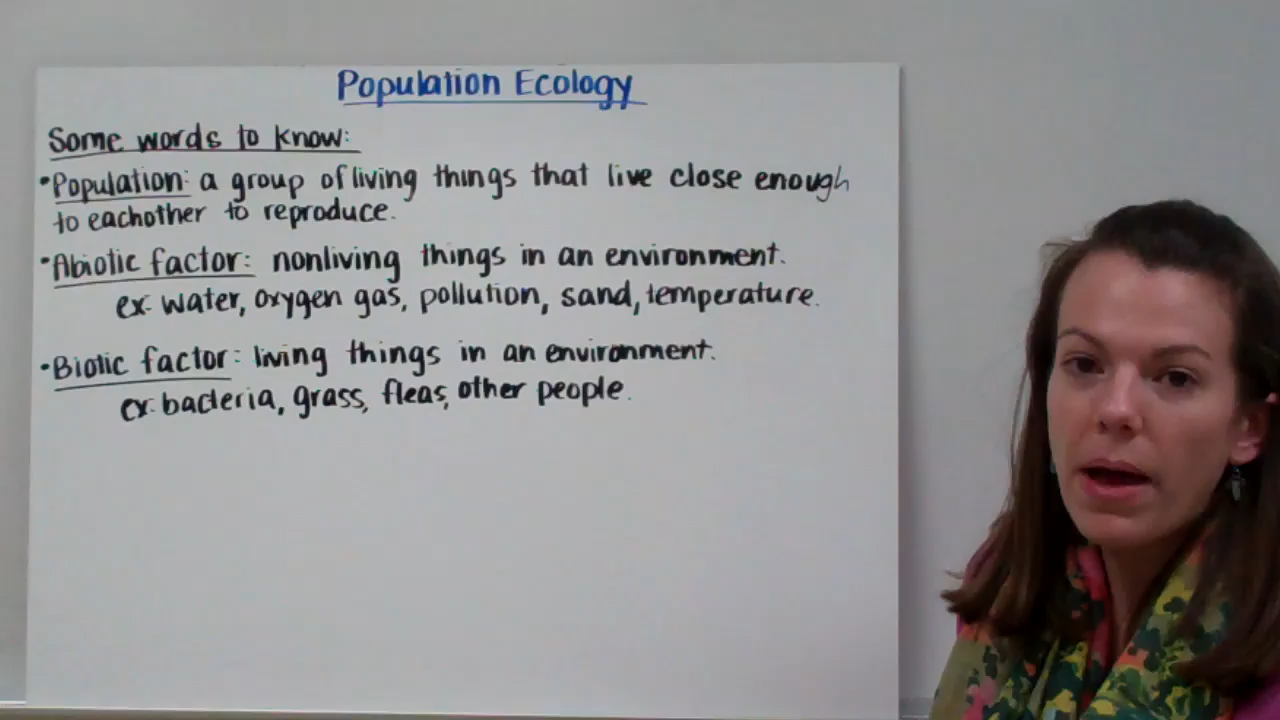 Population Ecology
Some words to know:
•Population: a group of living things that live close enough
to eachother to reproduce.
•Abiotic factor: nonliving things in an environment.
ex. water, oxygen gas, pollution, sand, temperature.
•Biotic factor: living things in an environment.
ex. bacteria, grass, fleas, other people.